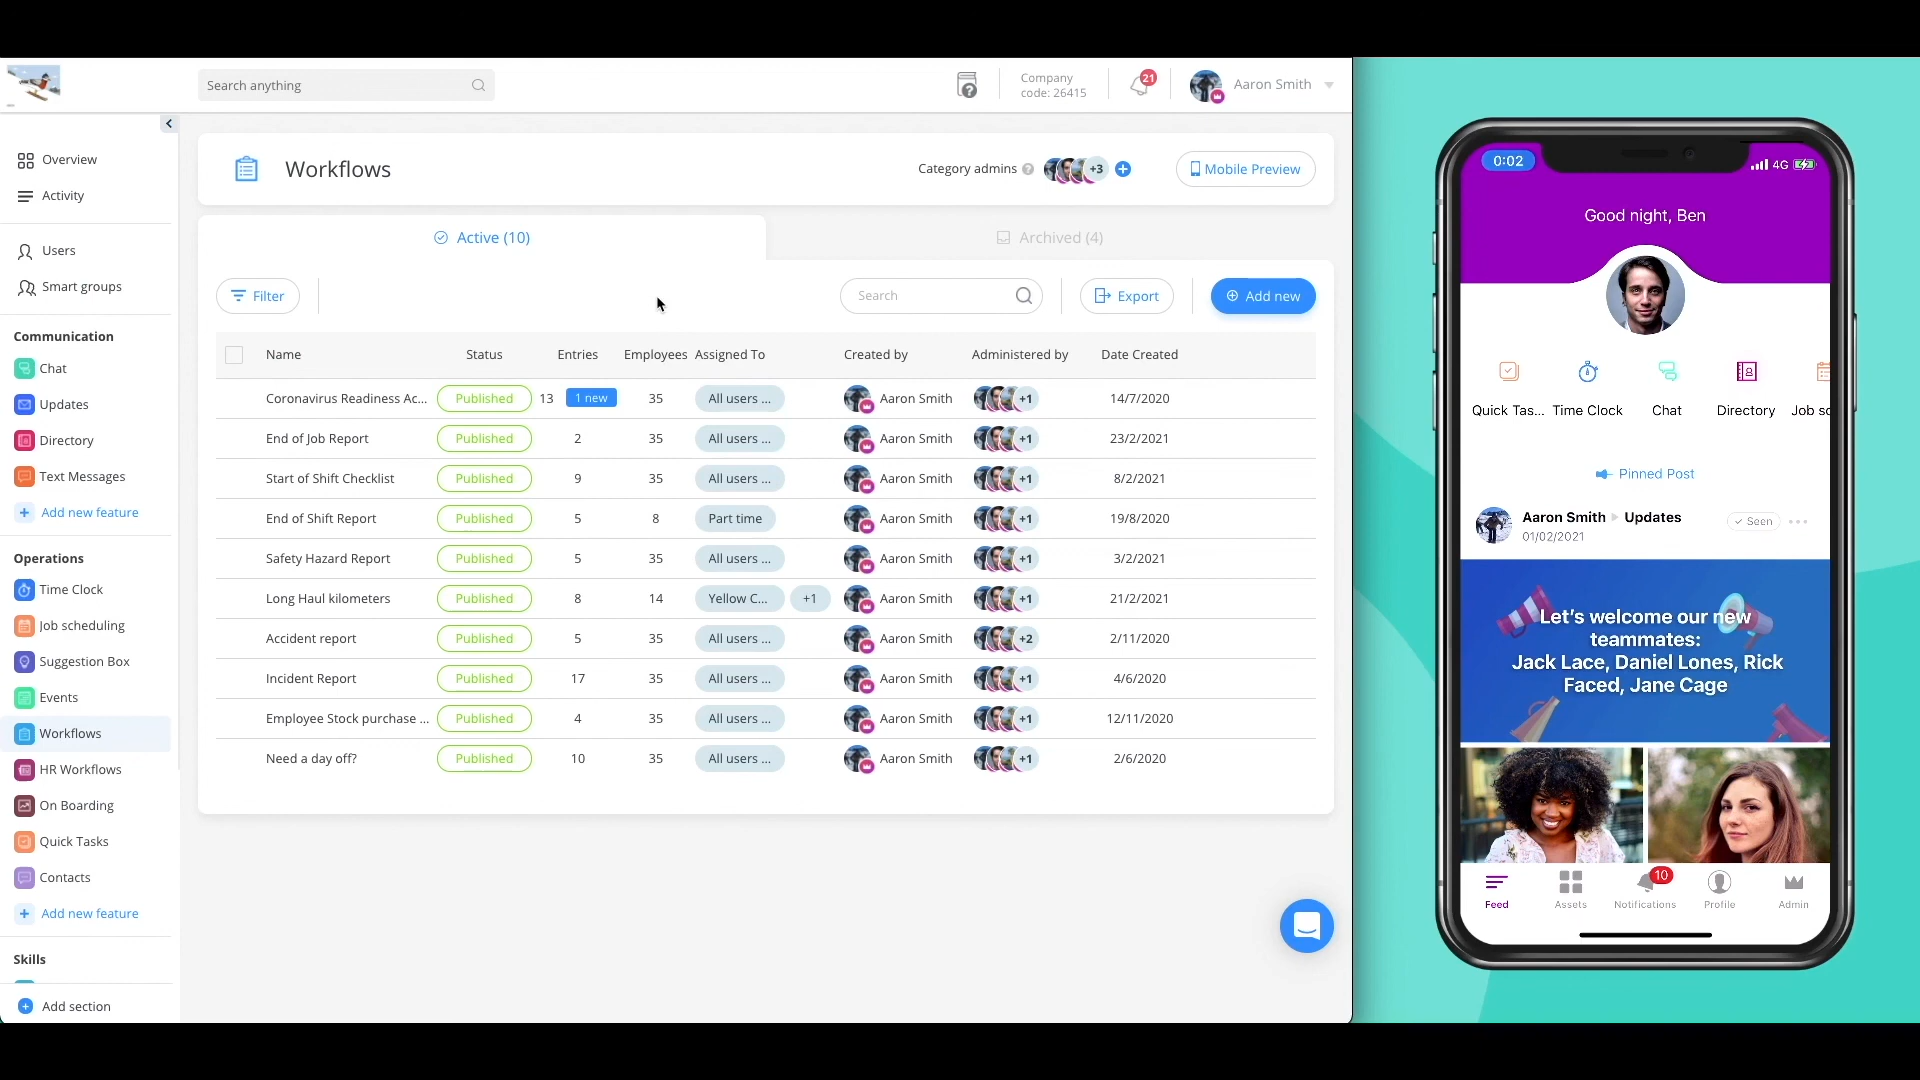 Search anything
Company
code: 26415
21
Aaron Smith
Overview
Activity
Users
Smart groups
Communication
Chat
Updates
Directory
Text Messages
Add new feature
Operations
Time Clock
Job scheduling
Suggestion Box
Events
Workflows
HR Workflows
On Boarding
Quick Tasks
Contacts
Add new feature
Skills
Add section
Workflows
Category admins ? +3
Mobile Preview
Active (10)
Archived (4)
Filter
Search
Export
Add new
Name Status Entries Employees Assigned To Created by Administered by Date Created
Coronavirus Readiness Ac... Published 13 1 new 35 All users ... Aaron Smith +1 14/7/2020
End of Job Report Published 2 35 All users ... Aaron Smith +1 23/2/2021
Start of Shift Checklist Published 9 35 All users ... Aaron Smith +1 8/2/2021
End of Shift Report Published 5 8 Part time Aaron Smith +1 19/8/2020
Safety Hazard Report Published 5 35 All users ... Aaron Smith +1 3/2/2021
Long Haul kilometers Published 8 14 Yellow C... +1 Aaron Smith +1 21/2/2021
Accident report Published 5 35 All users ... Aaron Smith +2 2/11/2020
Incident Report Published 17 35 All users ... Aaron Smith +1 4/6/2020
Employee Stock purchase ... Published 4 35 All users ... Aaron Smith +1 12/11/2020
Need a day off? Published 10 35 All users ... Aaron Smith +1 2/6/2020
0:02
4G
Good night, Ben
Quick Tas... Time Clock Chat Directory Job sc
Pinned Post
Aaron Smith Updates
Seen
01/02/2021
Let's welcome our new
teammates:
Jack Lace, Daniel Lones, Rick
Faced, Jane Cage
10
Feed Assets Notifications Profile Admin